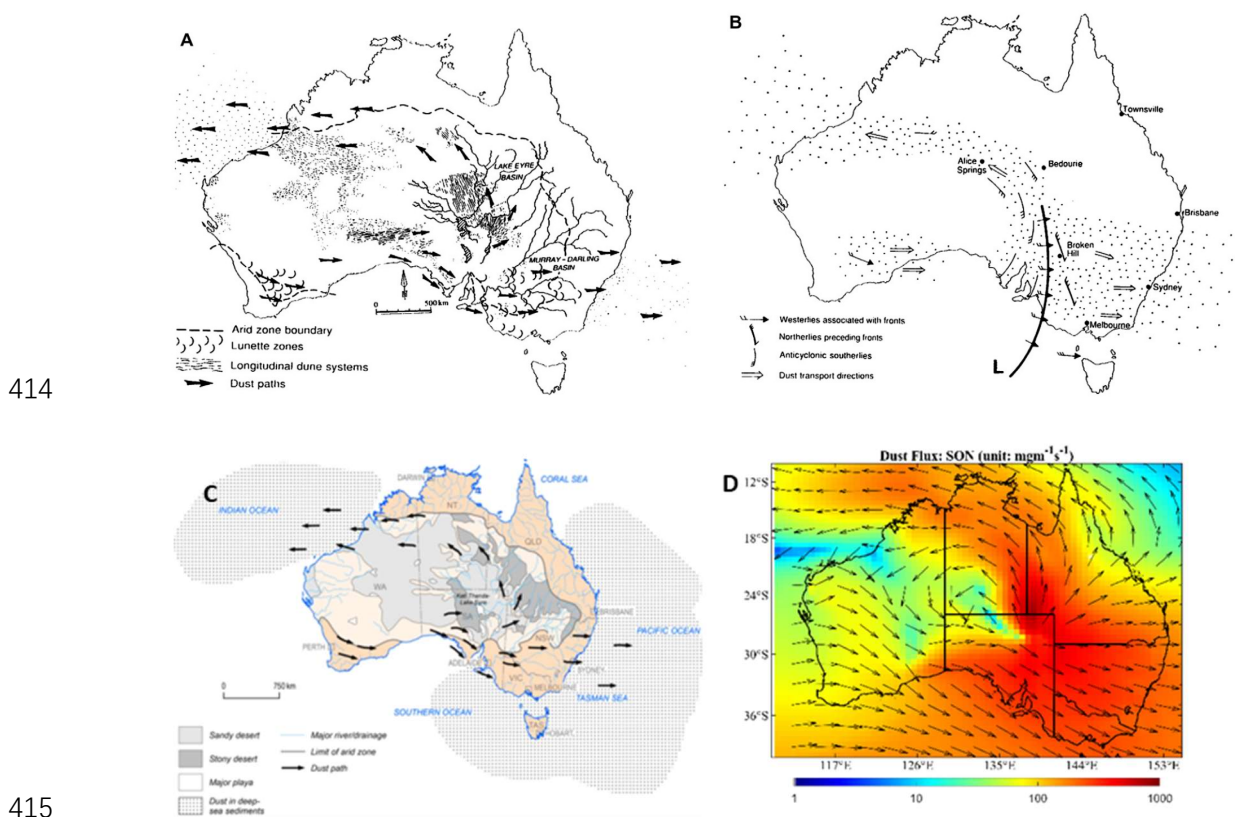 A
LAKE EYRE
BASIN
MURRAY-DARLING
BASIN
N
0 500 km
Arid zone boundary
Lunette zones
Longitudinal dune systems
Dust paths
414
B
Townsville
Alice
Springs
Bedourie
Brisbane
Broken
Hill
Sydney
Melbourne
L
Westerlies associated with fronts
Northerlies preceding fronts
Anticyclonic southerlies
Dust transport directions
C
DARWIN
CORAL SEA
INDIAN OCEAN
NT
QLD
WA
Kati Thanda-
Lake Eyre
BRISBANE
PACIFIC OCEAN
NSW
PERTH
ADELAIDE
SYDNEY
VIC
MELBOURNE
TASMAN SEA
SOUTHERN OCEAN
TAS
HOBART
0 750 km
Sandy desert
Stony desert
Major playa
Dust in deep-
sea sediments
Major river/drainage
Limit of arid zone
Dust path
415
Dust Flux: SON (unit: mgm⁻¹s⁻¹)
D
12°S
18°S
24°S
30°S
36°S
117°E 126°E 135°E 144°E 153°E
1 10 100 1000